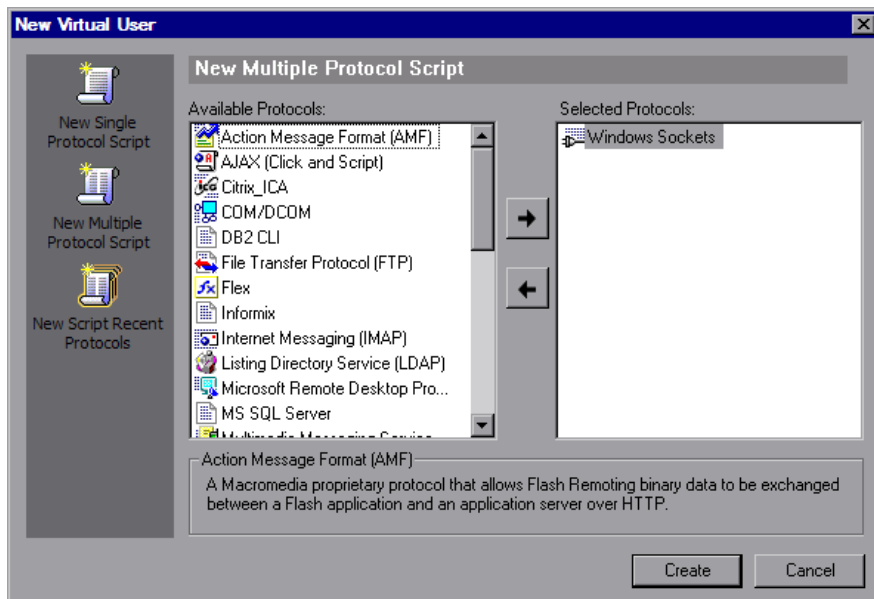 New Virtual User
New Single
Protocol Script
New Multiple
Protocol Script
New Script Recent
Protocols
New Multiple Protocol Script
Available Protocols:
Action Message Format (AMF)
AJAX (Click and Script)
Citrix_ICA
COM/DCOM
DB2 CLI
File Transfer Protocol (FTP)
Flex
Informix
Internet Messaging (IMAP)
Listing Directory Service (LDAP)
Microsoft Remote Desktop Pro...
MS SQL Server
Multimedia Messaging Service
Selected Protocols:
Windows Sockets
Action Message Format (AMF)
A Macromedia proprietary protocol that allows Flash Remoting binary data to be exchanged
between a Flash application and an application server over HTTP.
Create
Cancel